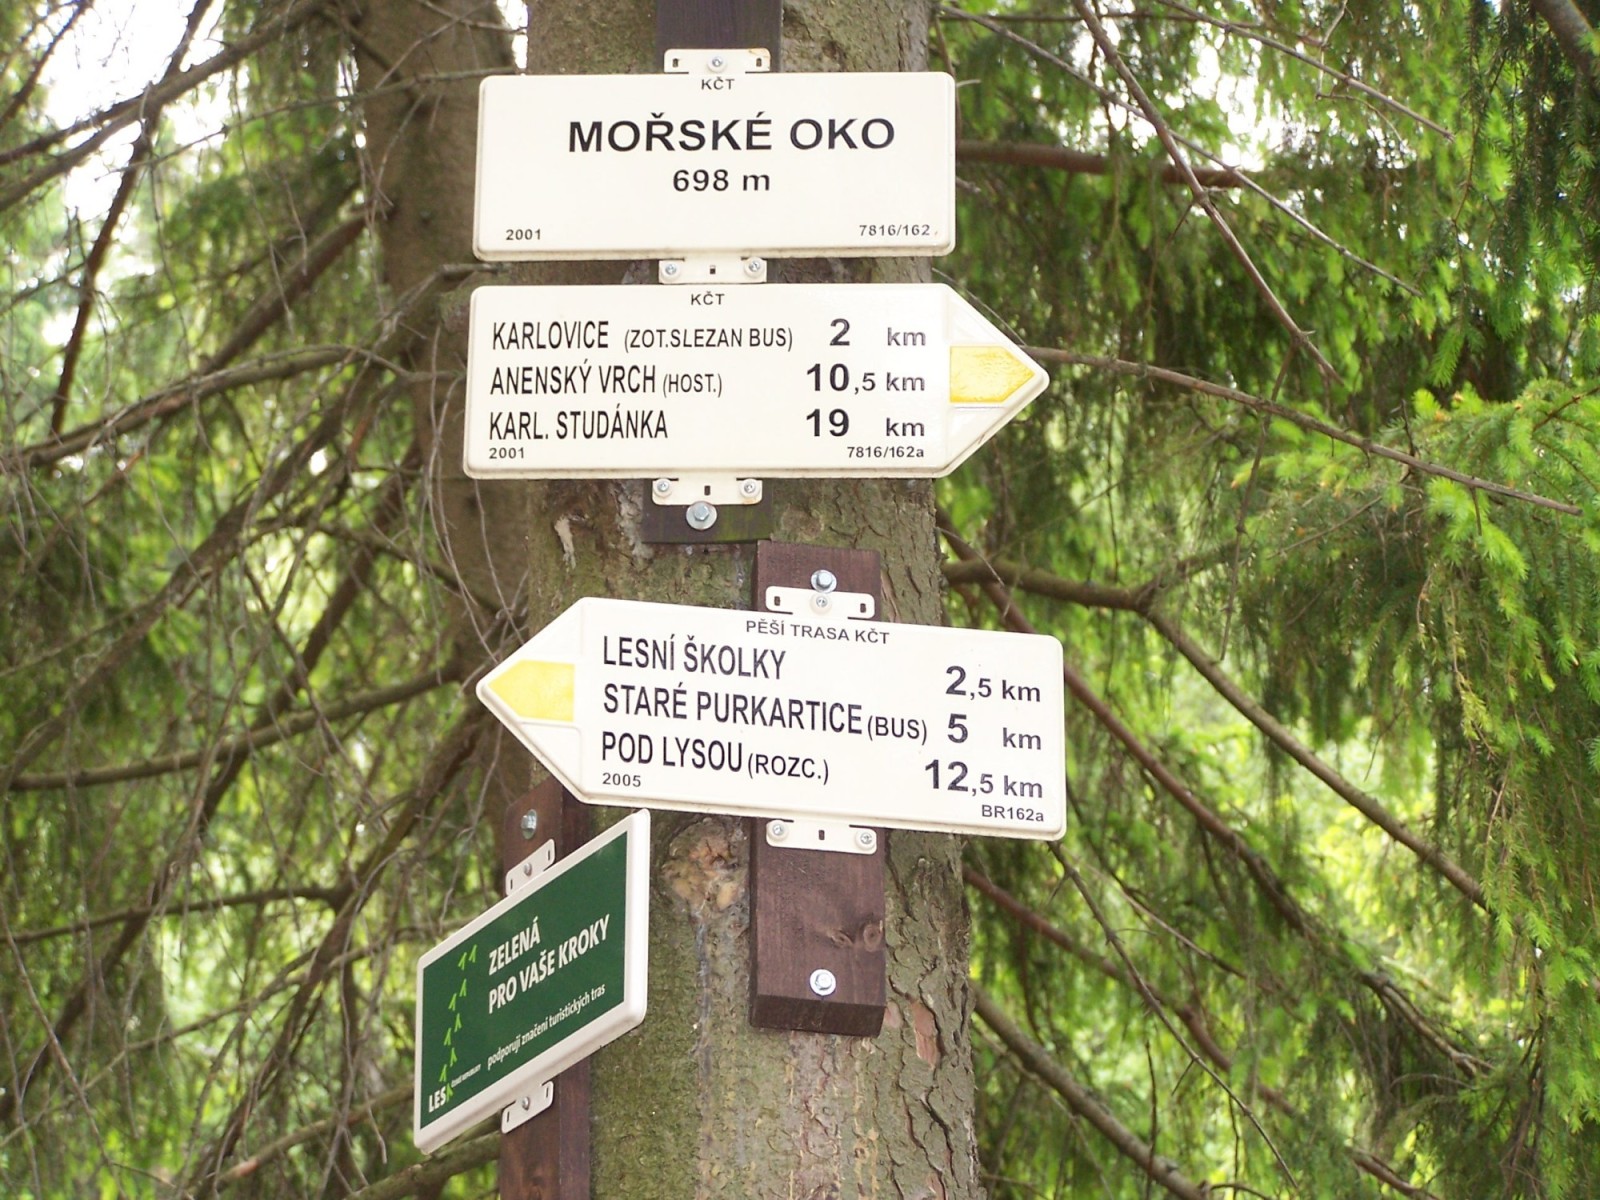 KČT
MOŘSKÉ OKO
698 m
2001 7816/162
KČT
KARLOVICE (ZOT.SLEZAN BUS) 2 km
ANENSKÝ VRCH (HOST.) 10,5 km
KARL. STUDÁNKA 19 km
2001 7816/162a
PĚŠÍ TRASA KČT
LESNÍ ŠKOLKY 2,5 km
STARÉ PURKARTICE (BUS) 5 km
POD LYSOU (ROZC.) 12,5 km
2005 BR162a
ZELENÁ
PRO VAŠE KROKY
podporují značení turistických tras
LES